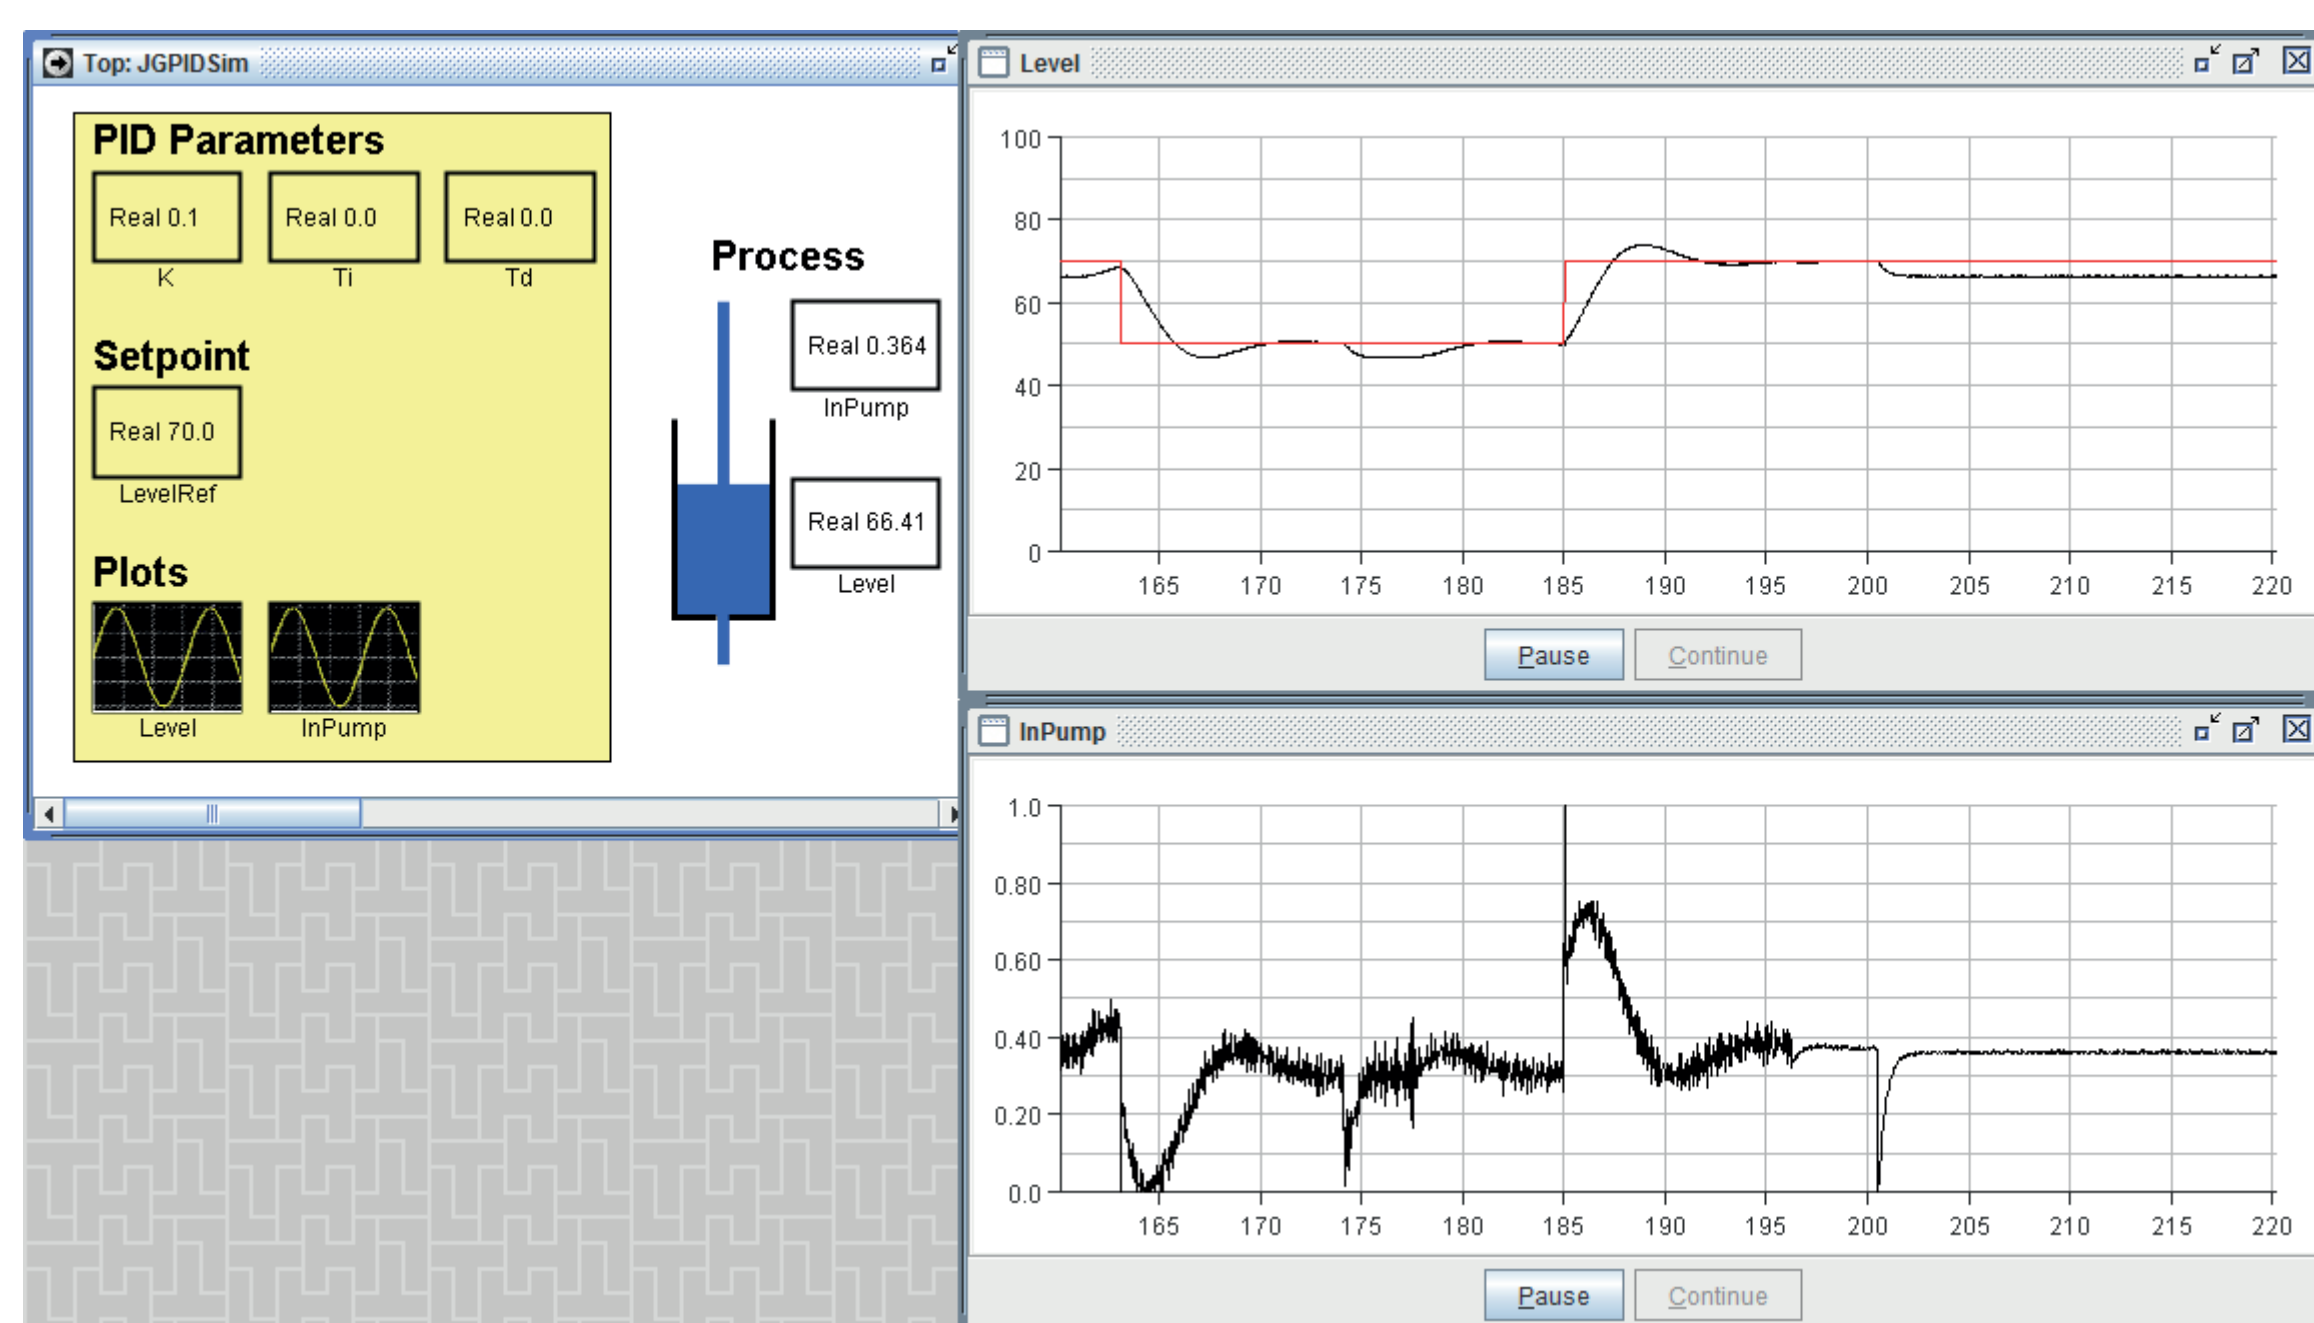 Top: JGPIDSim
PID Parameters
Real 0.1
Real 0.0
Real 0.0
K
Ti
Td
Setpoint
Real 70.0
LevelRef
Plots
Level
InPump
Process
Real 0.364
InPump
Real 66.41
Level
Level
100
80
60
40
20
0
165 170 175 180 185 190 195 200 205 210 215 220
Pause
Continue
InPump
1.0
0.80
0.60
0.40
0.20
0.0
165 170 175 180 185 190 195 200 205 210 215 220
Pause
Continue